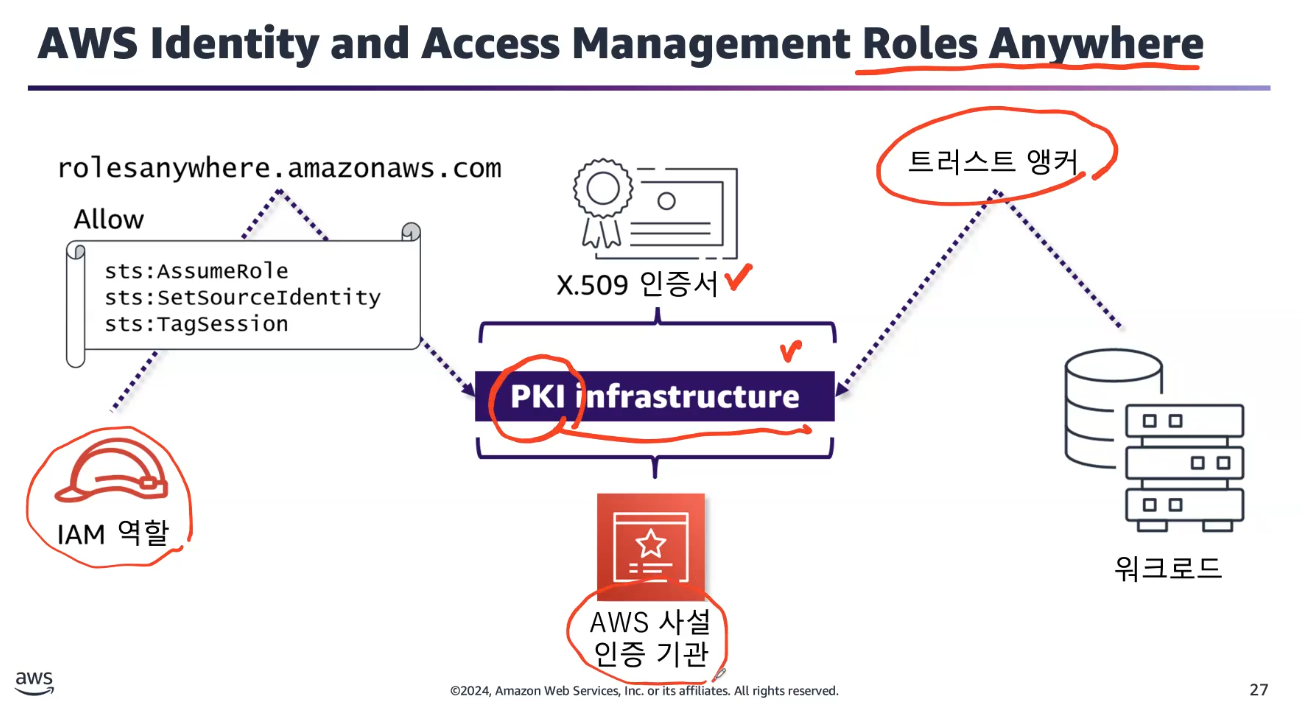 AWS Identity and Access Management Roles Anywhere
rolesanywhere.amazonaws.com
Allow
sts:AssumeRole
sts:SetSourceIdentity
sts:TagSession
IAM 역할
X.509 인증서
PKI infrastructure
AWS 사설
인증 기관
트러스트 앵커
워크로드
aws
©2024, Amazon Web Services, Inc. or its affiliates. All rights reserved.
27